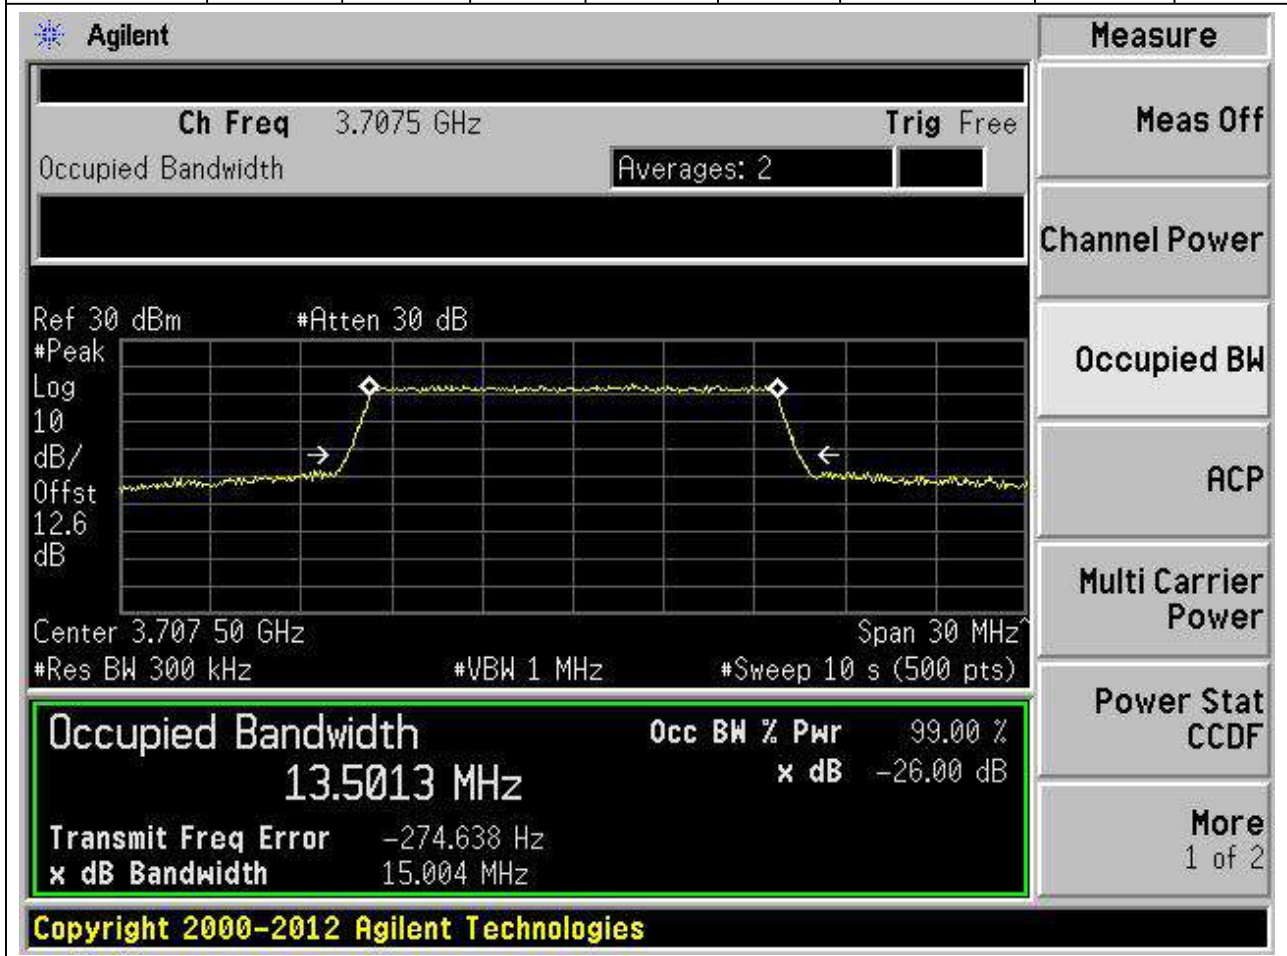 Agilent
Measure
Ch Freq 3.7075 GHz
Trig Free
Occupied Bandwidth
Averages: 2
Meas Off
Channel Power
Occupied BW
ACP
Multi Carrier
Power
Power Stat
CCDF
More
1 of 2
Ref 30 dBm
#Atten 30 dB
#Peak
Log
10
dB/
Offst
12.6
dB
Center 3.707 50 GHz
Span 30 MHz^
#Res BW 300 kHz
#VBW 1 MHz
#Sweep 10 s (500 pts)
Occupied Bandwidth
13.5013 MHz
Occ BW % Pwr 99.00 %
x dB -26.00 dB
Transmit Freq Error -274.638 Hz
x dB Bandwidth 15.004 MHz
Copyright 2000-2012 Agilent Technologies